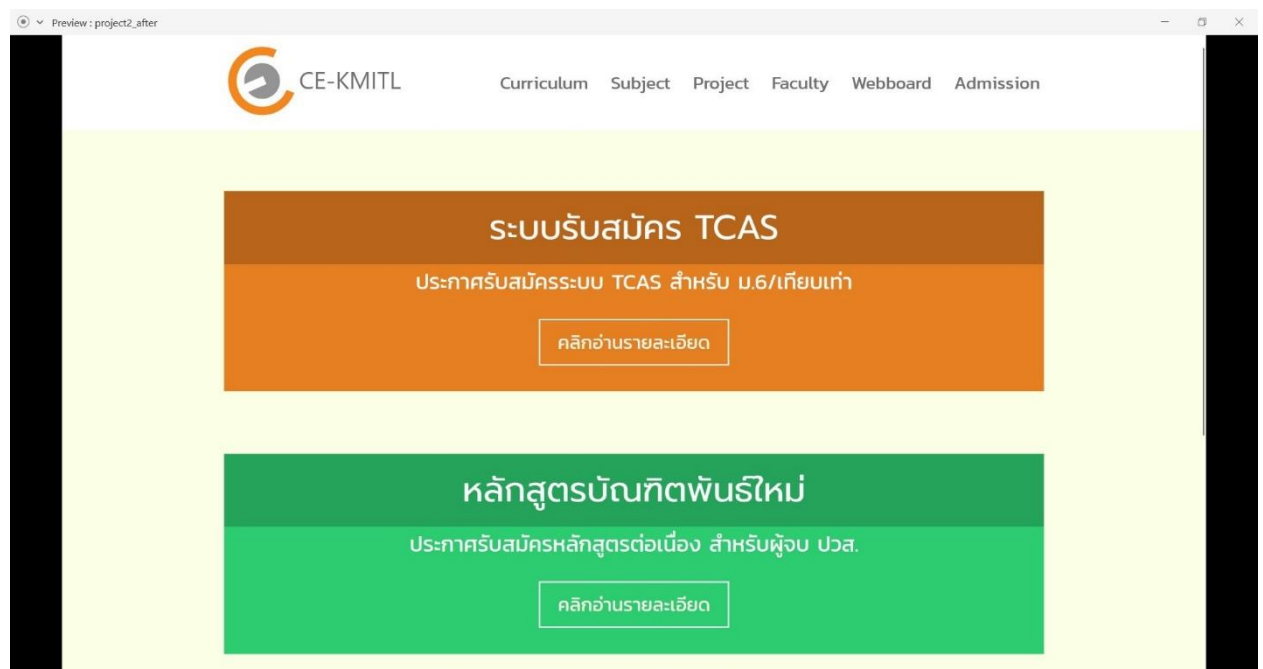 Preview : project2_after
CE-KMITL
Curriculum Subject Project Faculty Webboard Admission
ระบบรับสมัคร TCAS
ประกาศรับสมัครระบบ TCAS สำหรับ ม.6/เทียบเท่า
คลิกอ่านรายละเอียด
หลักสูตรบัณฑิตพันธ์ใหม่
ประกาศรับสมัครหลักสูตรต่อเนื่อง สำหรับผู้จบ ปวส.
คลิกอ่านรายละเอียด